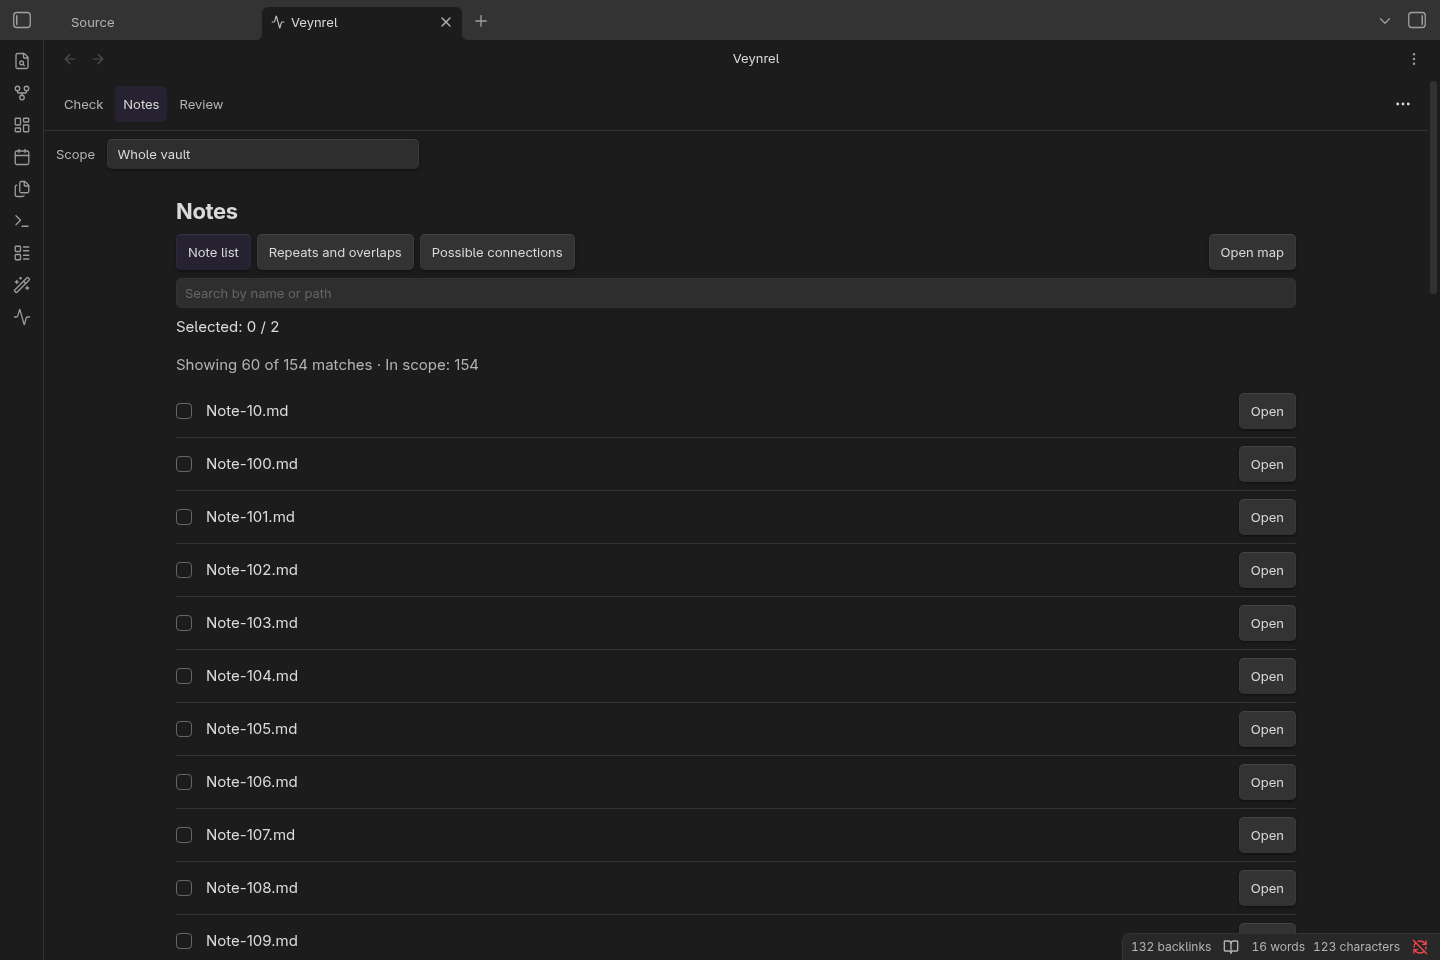 Source
Veynrel
Veynrel
Check
Notes
Review
Scope
Whole vault
Notes
Note list
Repeats and overlaps
Possible connections
Open map
Search by name or path
Selected: 0 / 2
Showing 60 of 154 matches · In scope: 154
Note-10.md
Open
Note-100.md
Open
Note-101.md
Open
Note-102.md
Open
Note-103.md
Open
Note-104.md
Open
Note-105.md
Open
Note-106.md
Open
Note-107.md
Open
Note-108.md
Open
Note-109.md
132 backlinks
16 words
123 characters